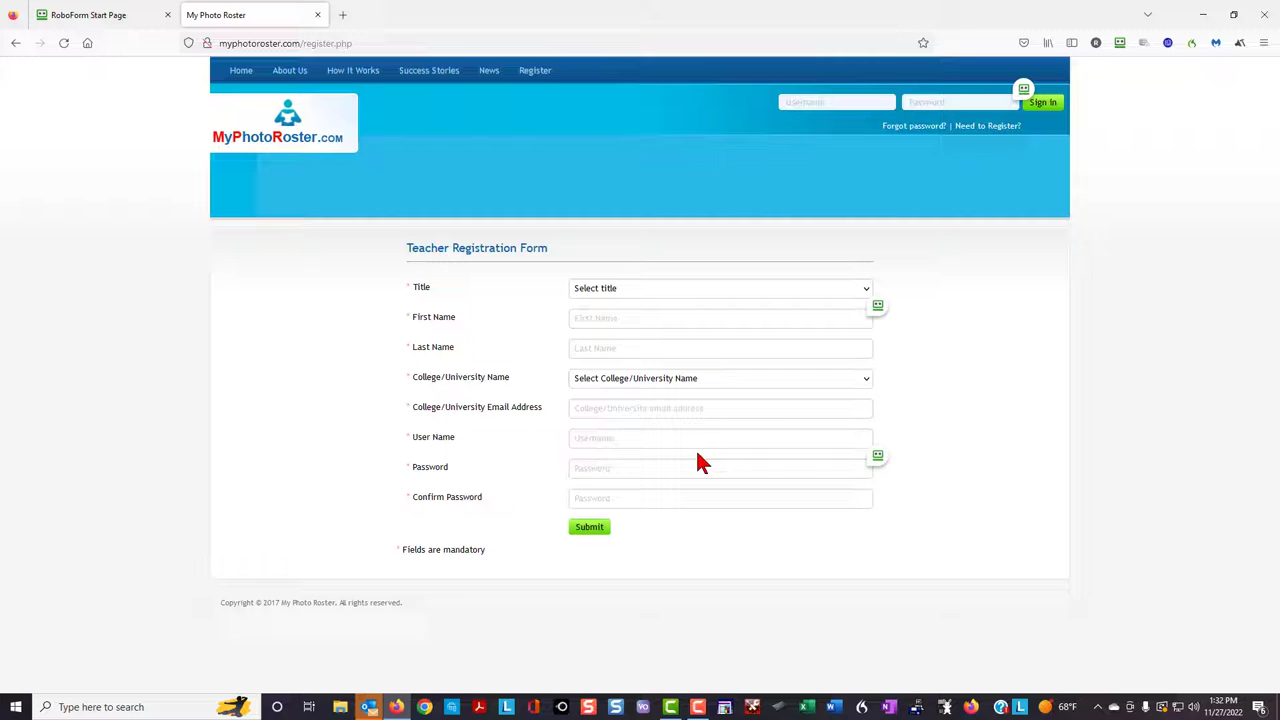 RoboForm Start Page
My Photo Roster
myphotoroster.com/register.php
Home About Us How It Works Success Stories News Register
MyPhotoRoster.com
Username Password Sign In
Forgot password? | Need to Register?
Teacher Registration Form
* Title Select title
* First Name First Name
* Last Name Last Name
* College/University Name Select College/University Name
* College/University Email Address College/University email address
* User Name Username
* Password Password
* Confirm Password Password
Submit
* Fields are mandatory
Copyright © 2017 My Photo Roster. All rights reserved.
Type here to search
68°F
1:32 PM
11/27/2022